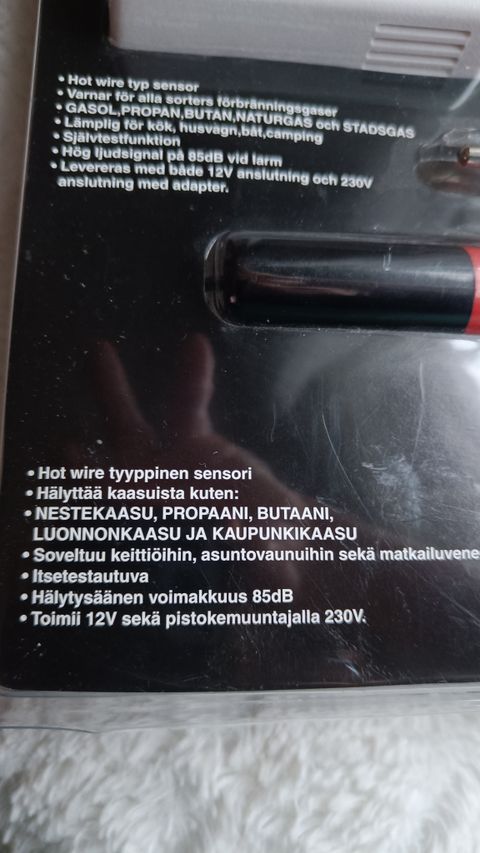 • Hot wire typ sensor
• Varnar för alla sorters förbränningsgaser
• GASOL,PROPAN,BUTAN,NATURGAS och STADSGAS
• Lämplig för kök, husvagn,båt,camping
• Självtestfunktion
• Hög ljudsignal på 85dB vid larm
• Levereras med både 12V anslutning och 230V
anslutning med adapter.
• Hot wire tyyppinen sensori
• Hälyttää kaasuista kuten:
• NESTEKAASU, PROPAANI, BUTAANI,
LUONNONKAASU JA KAUPUNKIKAASU
• Soveltuu keittiöihin, asuntovaunuihin sekä matkailuvene
• Itsetestautuva
• Hälytysäänen voimakkuus 85dB
• Toimii 12V sekä pistokemuuntajalla 230V.